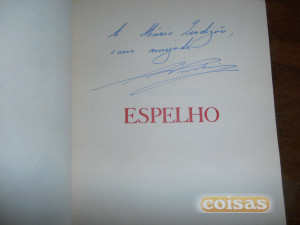 A Mário
com amizade
ESPELHO
coisas